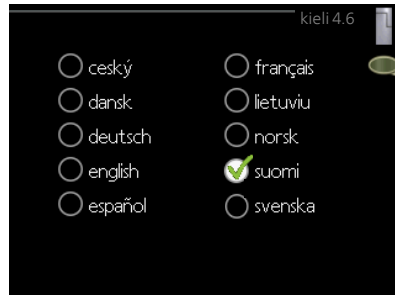 kieli 4.6
ceský
dansk
deutsch
english
español
français
lietuviu
norsk
suomi
svenska